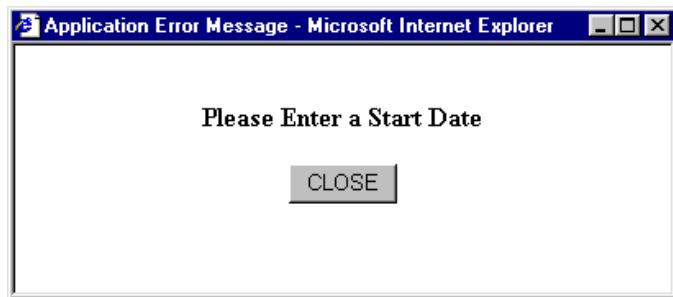 Application Error Message - Microsoft Internet Explorer
Please Enter a Start Date
CLOSE